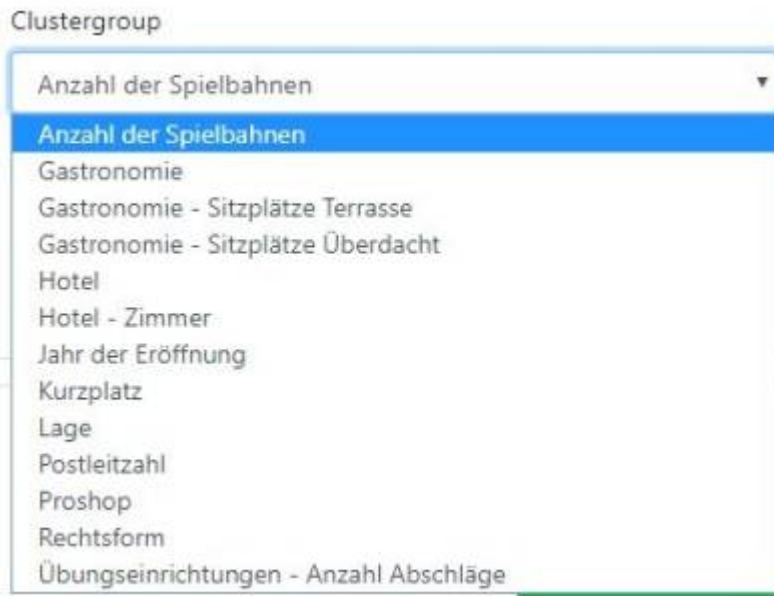 Clustergroup
Anzahl der Spielbahnen
Anzahl der Spielbahnen
Gastronomie
Gastronomie - Sitzplätze Terrasse
Gastronomie - Sitzplätze Überdacht
Hotel
Hotel - Zimmer
Jahr der Eröffnung
Kurzplatz
Lage
Postleitzahl
Proshop
Rechtsform
Übungseinrichtungen - Anzahl Abschläge